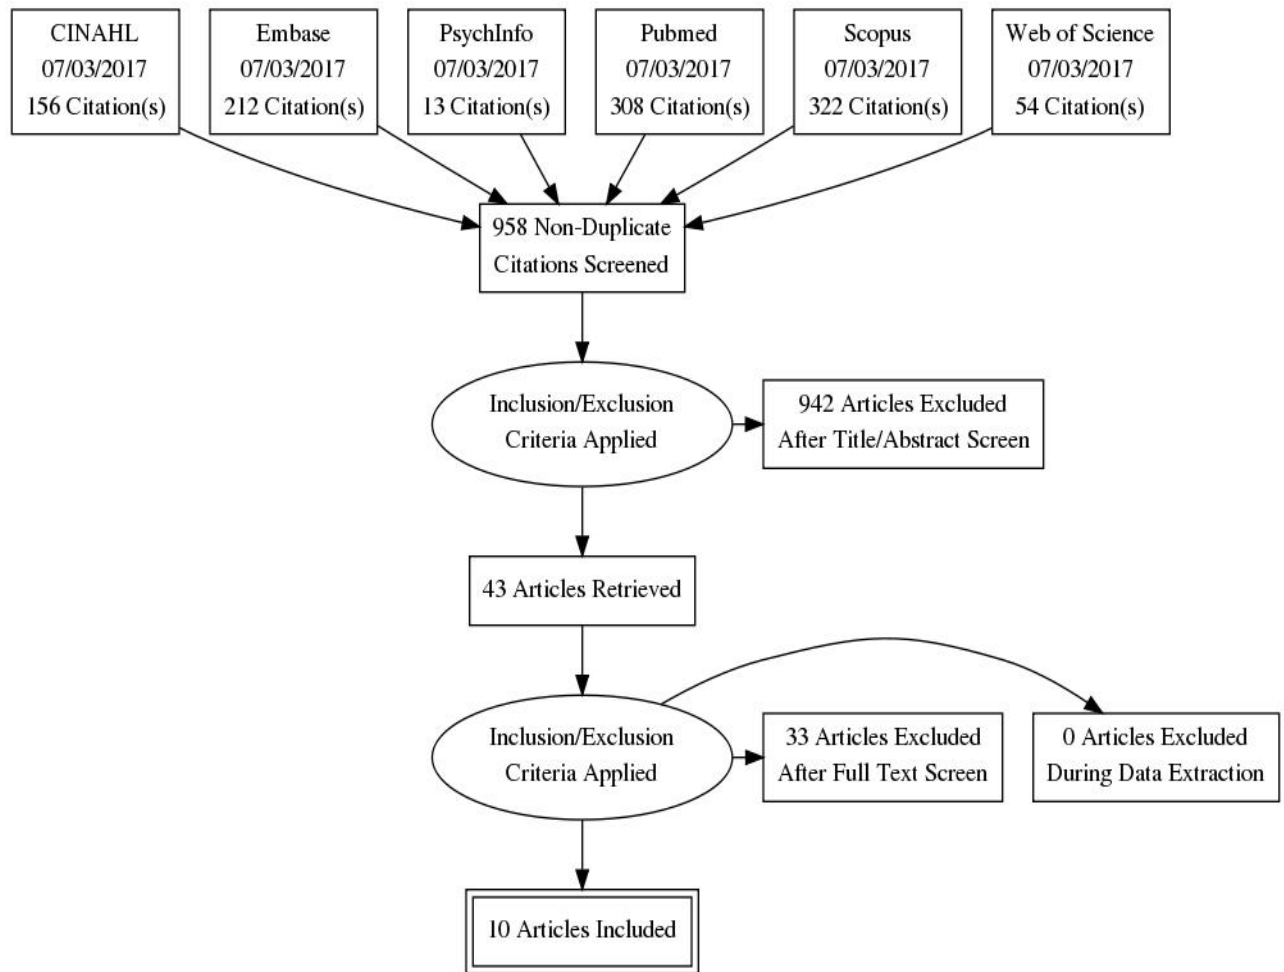 CINAHL
07/03/2017
156 Citation(s)
Embase
07/03/2017
212 Citation(s)
PsychInfo
07/03/2017
13 Citation(s)
Pubmed
07/03/2017
308 Citation(s)
Scopus
07/03/2017
322 Citation(s)
Web of Science
07/03/2017
54 Citation(s)
958 Non-Duplicate
Citations Screened
Inclusion/Exclusion
Criteria Applied
942 Articles Excluded
After Title/Abstract Screen
43 Articles Retrieved
Inclusion/Exclusion
Criteria Applied
33 Articles Excluded
After Full Text Screen
0 Articles Excluded
During Data Extraction
10 Articles Included